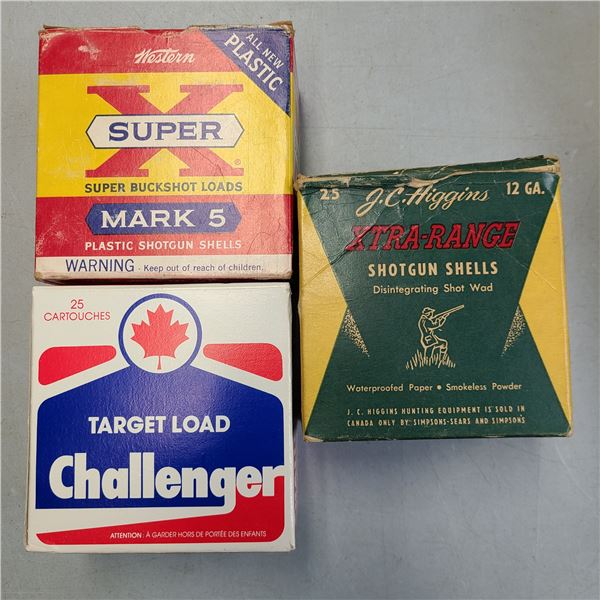 Western
ALL NEW
PLASTIC
X
SUPER
®
SUPER BUCKSHOT LOADS
MARK 5
PLASTIC SHOTGUN SHELLS
WARNING - Keep out of reach of children.
25
CARTOUCHES
TARGET LOAD
Challenger
ATTENTION : À GARDER HORS DE PORTÉE DES ENFANTS
25 J.C. Higgins 12 GA.
XTRA-RANGE
SHOTGUN SHELLS
Disintegrating Shot Wad
Waterproofed Paper • Smokeless Powder
J. C. HIGGINS HUNTING EQUIPMENT IS SOLD IN
CANADA ONLY BY SIMPSONS-SEARS AND SIMPSONS